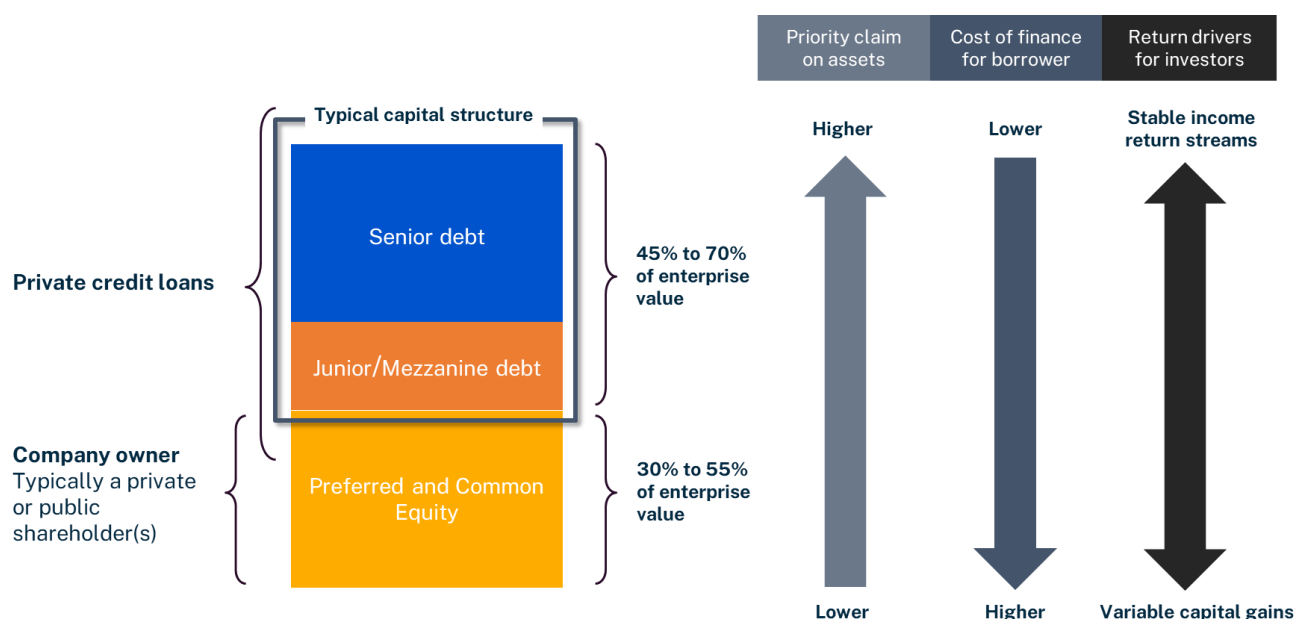 Priority claim
on assets
Cost of finance
for borrower
Return drivers
for investors
Typical capital structure
Higher
Lower
Stable income
return streams
Senior debt
45% to 70%
of enterprise
value
Private credit loans
Junior/Mezzanine debt
Company owner
Typically a private
or public
shareholder(s)
Preferred and Common
Equity
30% to 55%
of enterprise
value
Lower
Higher
Variable capital gains